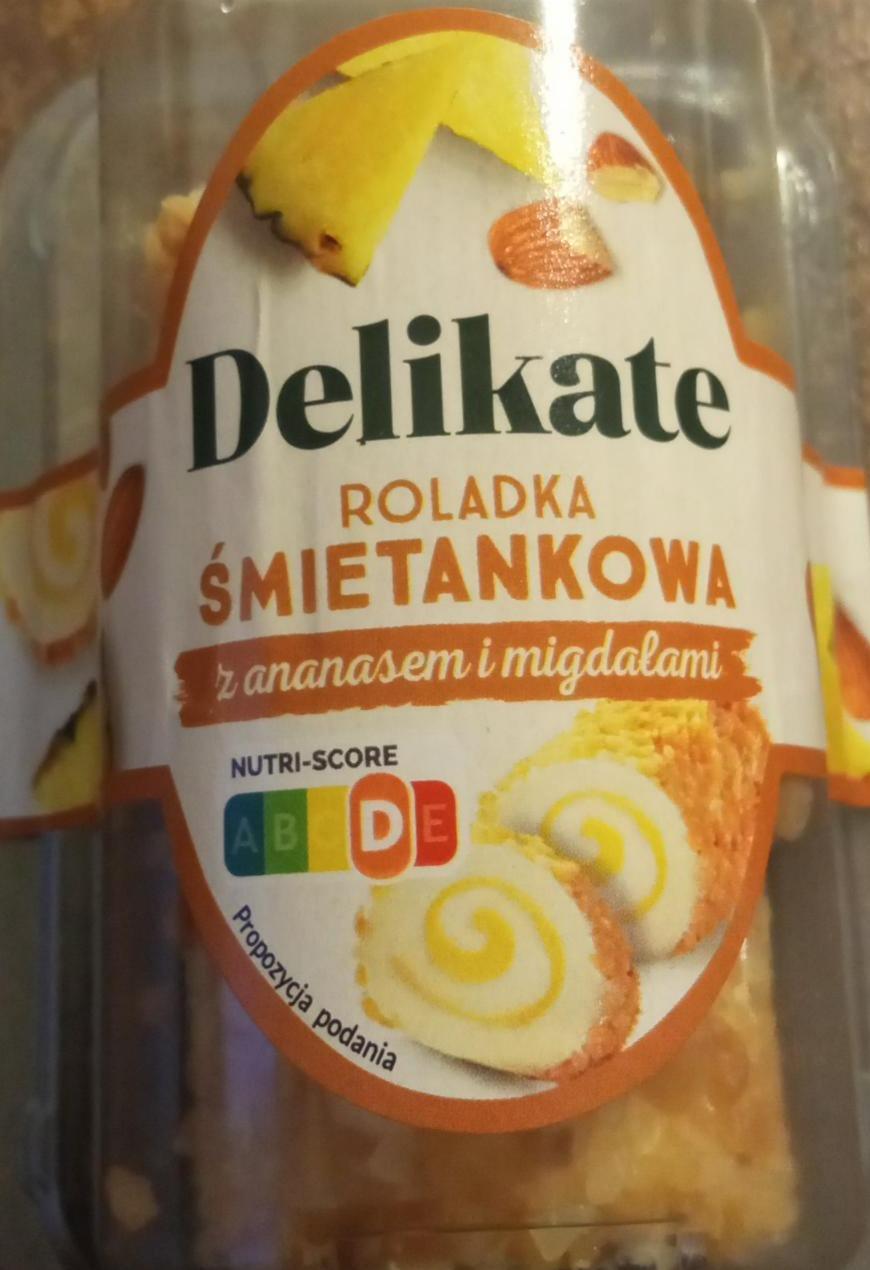 Delikate
ROLADKA
ŚMIETANKOWA
z ananasem i migdałami
NUTRI-SCORE
A B C D E
Propozycja podania